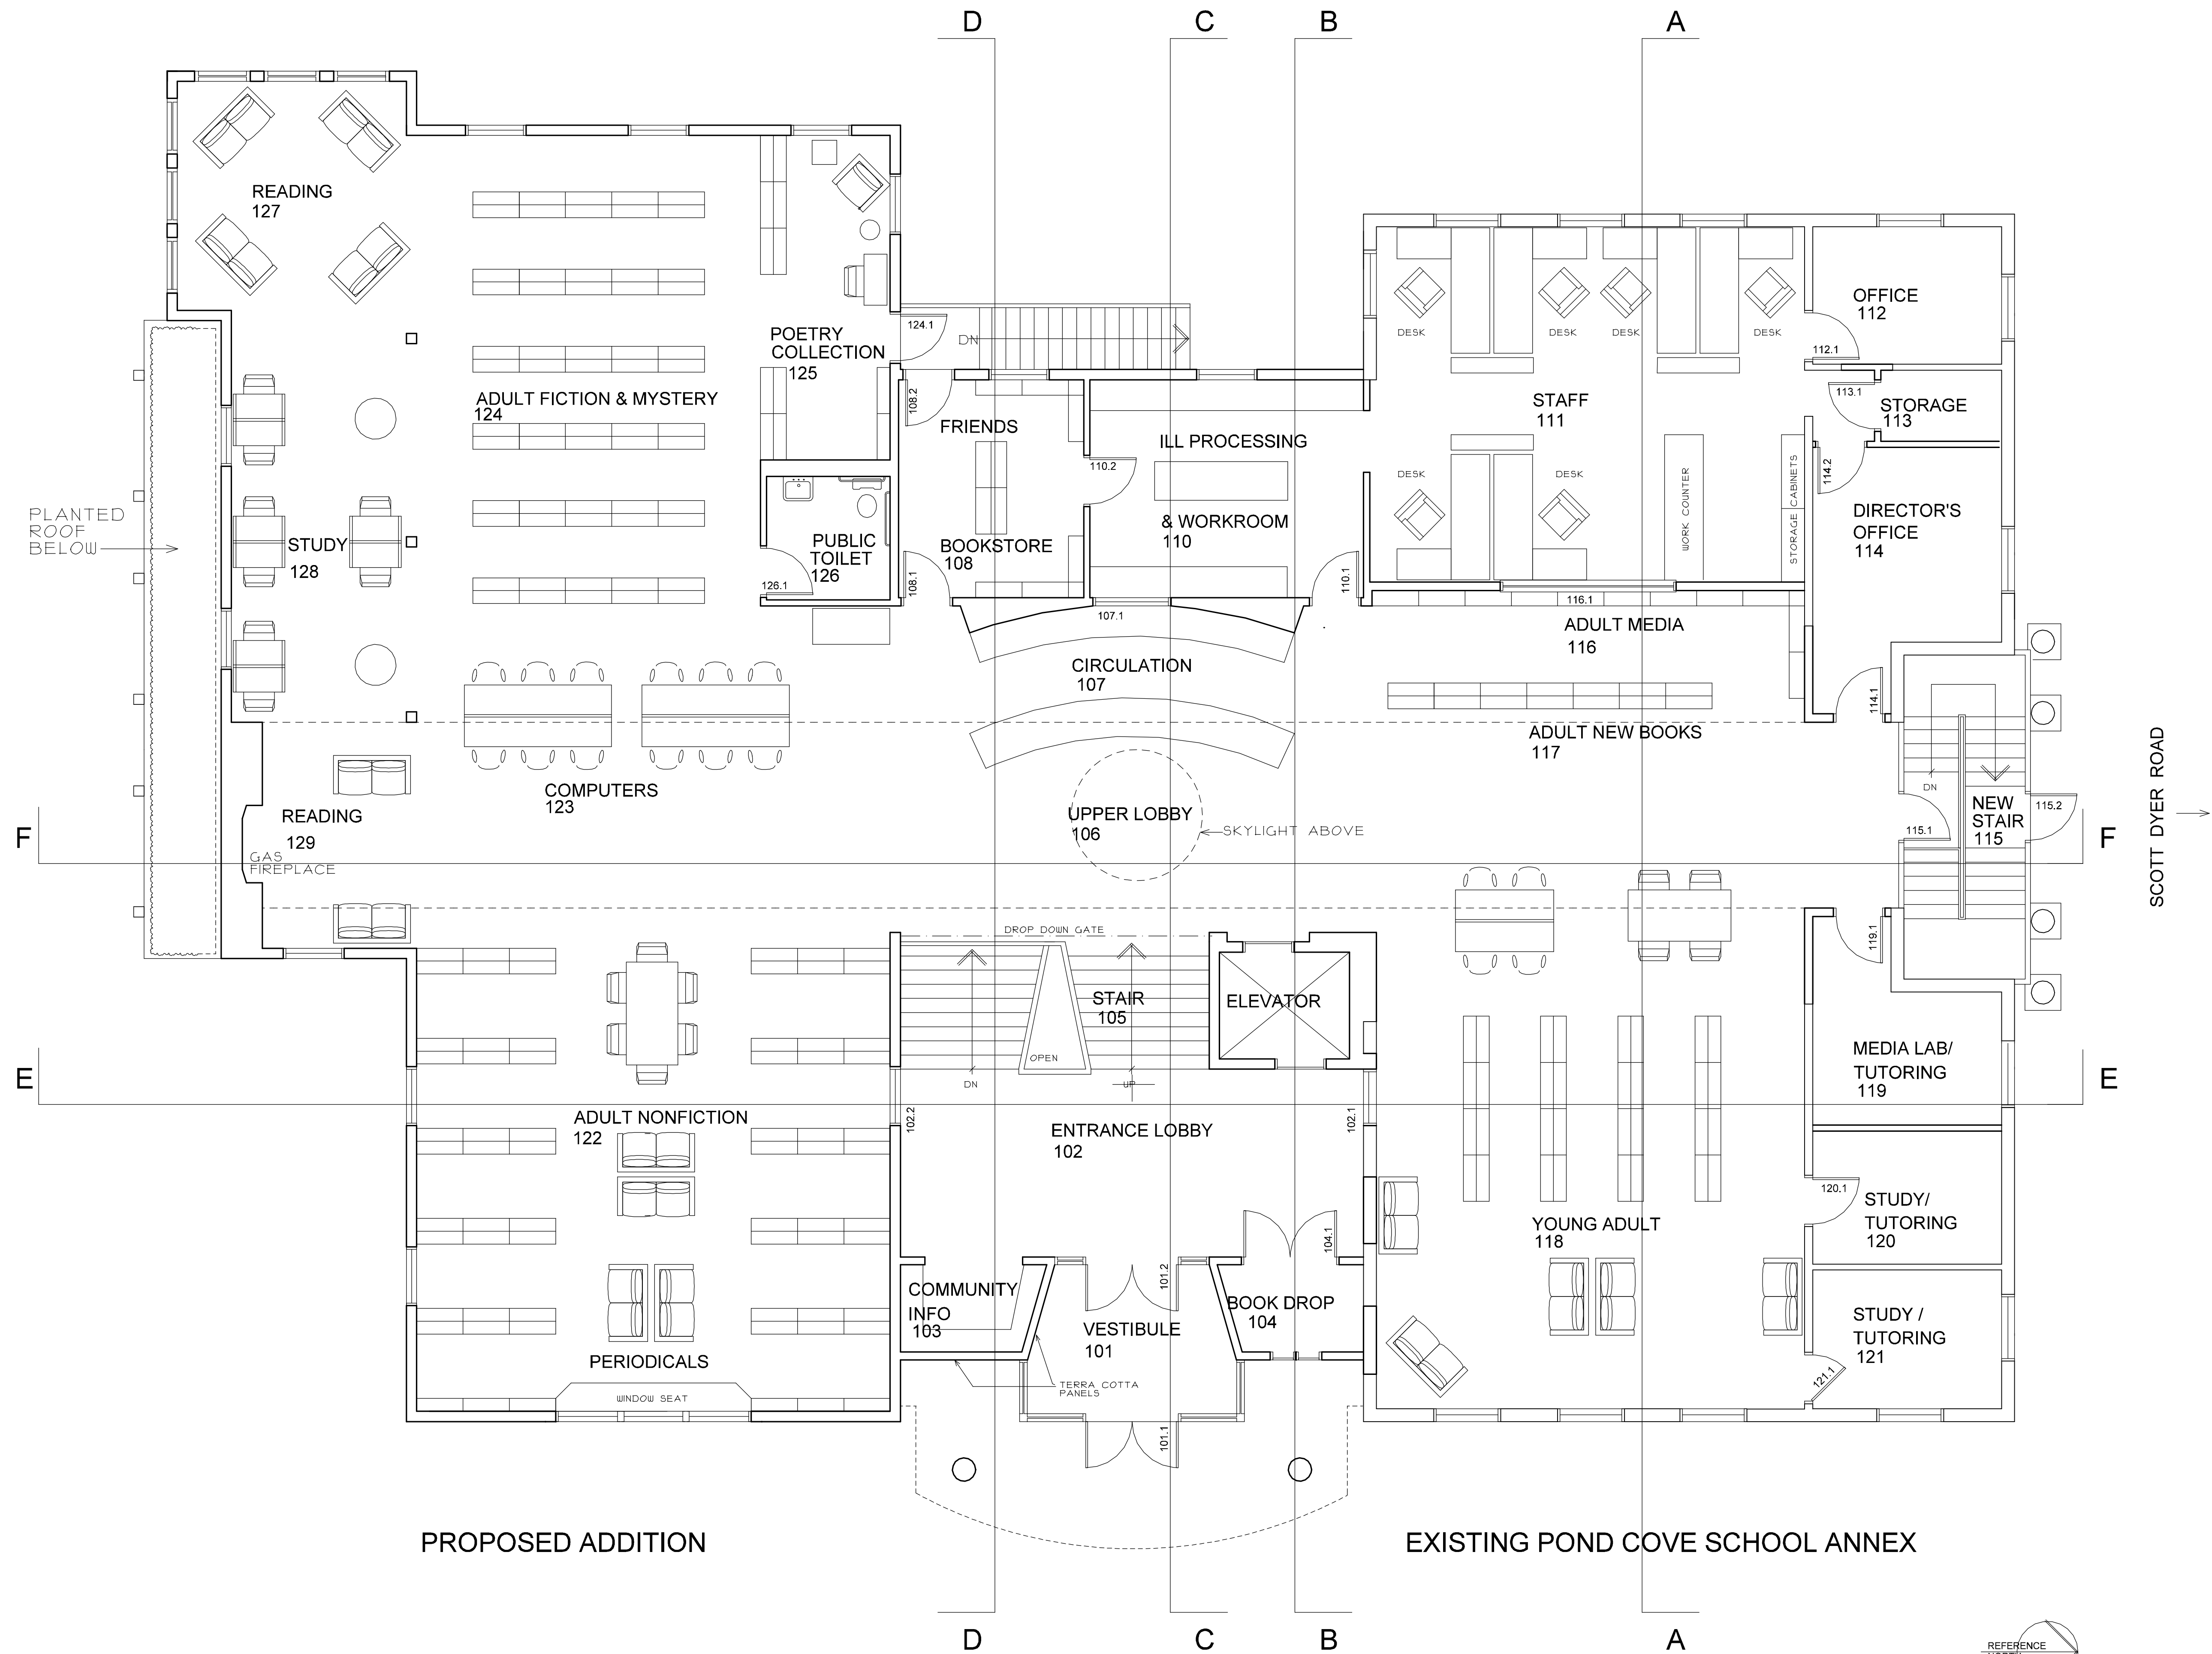 D
C
B
A
READING
127
ADULT FICTION & MYSTERY
124
POETRY
COLLECTION
125
124.1
DN
108.2
FRIENDS
BOOKSTORE
108
108.1
110.2
ILL PROCESSING
& WORKROOM
110
110.1
PUBLIC
TOILET
126
126.1
DESK
DESK
DESK
DESK
STAFF
111
DESK
DESK
WORK COUNTER
STORAGE CABINETS
OFFICE
112
112.1
113.1
STORAGE
113
114.2
DIRECTOR'S
OFFICE
114
114.1
PLANTED
ROOF
BELOW
STUDY
128
107.1
CIRCULATION
107
116.1
ADULT MEDIA
116
ADULT NEW BOOKS
117
COMPUTERS
123
READING
129
GAS
FIREPLACE
UPPER LOBBY
106
SKYLIGHT ABOVE
DN
NEW
STAIR
115
115.1
115.2
SCOTT DYER ROAD
F
F
DROP DOWN GATE
STAIR
105
OPEN
DN
UP
ELEVATOR
119.1
MEDIA LAB/
TUTORING
119
E
E
ADULT NONFICTION
122
102.2
ENTRANCE LOBBY
102
102.1
120.1
STUDY/
TUTORING
120
YOUNG ADULT
118
COMMUNITY
INFO
103
101.2
VESTIBULE
101
104.1
BOOK DROP
104
STUDY /
TUTORING
121
121.1
PERIODICALS
WINDOW SEAT
TERRA COTTA
PANELS
101.1
PROPOSED ADDITION
EXISTING POND COVE SCHOOL ANNEX
D
C
B
A
REFERENCE